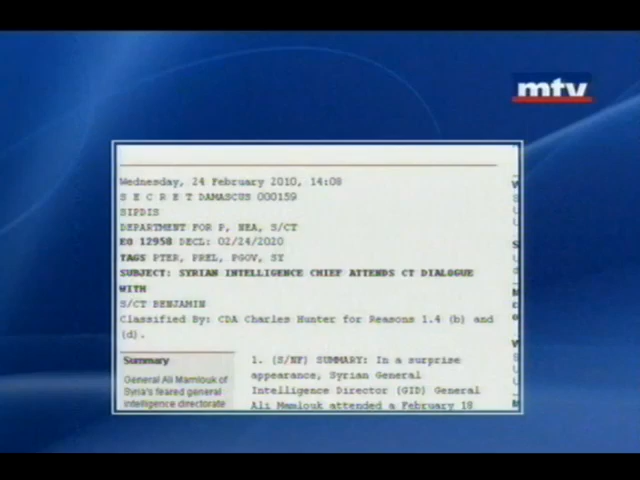 mtv
Wednesday, 24 February 2010, 14:08
S E C R E T DAMASCUS 000159
SIPDIS
DEPARTMENT FOR P, NEA, S/CT
EO 12958 DECL: 02/24/2020
TAGS PTER, PREL, PGOV, SY
SUBJECT: SYRIAN INTELLIGENCE CHIEF ATTENDS CT DIALOGUE
WITH
S/CT BENJAMIN
Classified By: CDA Charles Hunter for Reasons 1.4 (b) and
(d).
Summary
General Ali Mamlouk of
Syria's feared general
intelligence directorate
1. (S/NF) SUMMARY: In a surprise
appearance, Syrian General
Intelligence Director (GID) General
Ali Mamlouk attended a February 18